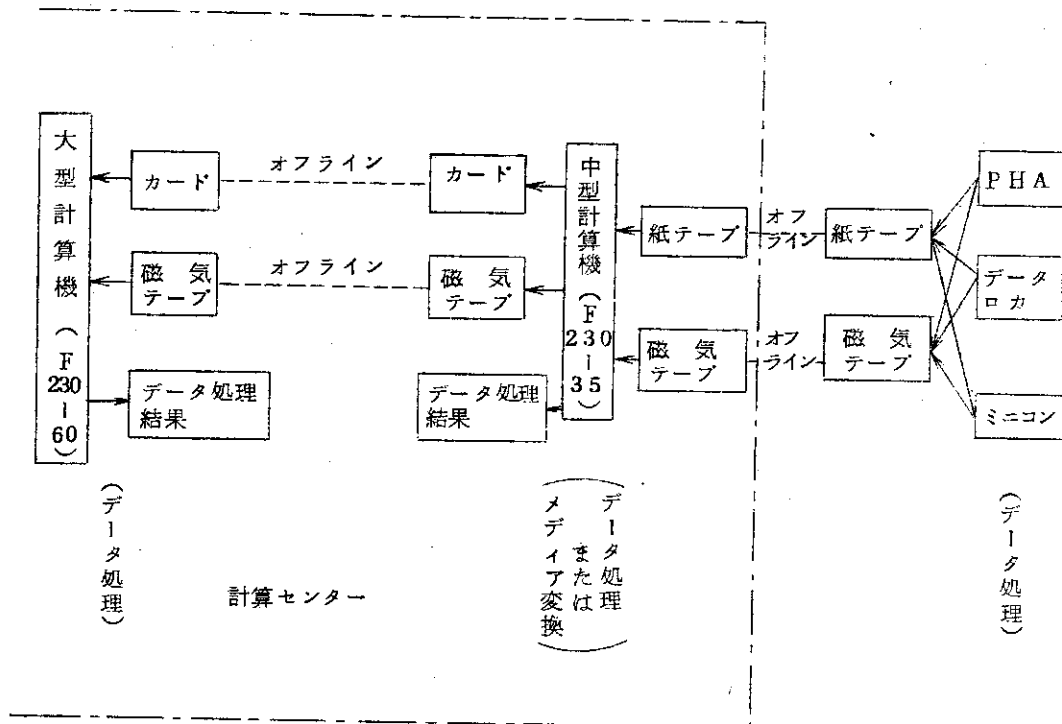 大型計算機(F230-60)
カード
オフライン
カード
中型計算機(F230-35)
紙テープ
オフ
ライン
紙テープ
PHA
磁気
テープ
オフライン
磁気
テープ
データ
ロカ
磁気
テープ
オフ
ライン
磁気
テープ
データ処理
結果
データ処理
結果
ミニコン
(データ処理)
計算センター
(データ処理
または
メディア変換)
(データ処理)